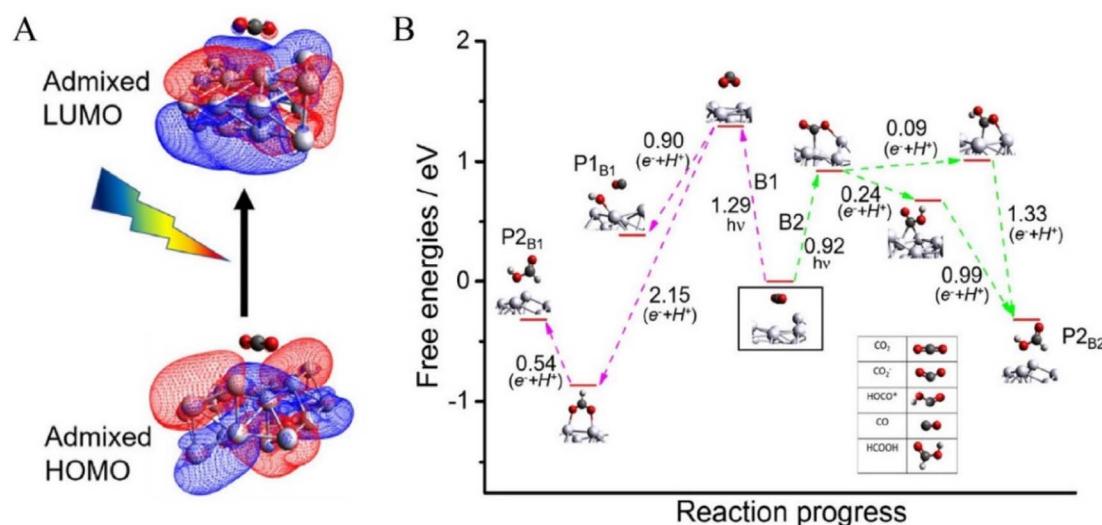 A
Admixed
LUMO
Admixed
HOMO
B
Free energies / eV
2
1
0
-1
Reaction progress
P1B1
P2B1
P2B2
0.90
(e⁻+H⁺)
B1
1.29
hν
B2
0.92
hν
0.09
(e⁻+H⁺)
0.24
(e⁻+H⁺)
1.33
(e⁻+H⁺)
0.99
(e⁻+H⁺)
2.15
(e⁻+H⁺)
0.54
(e⁻+H⁺)
CO₂
CO₂⁻
HOCO*
CO
HCOOH